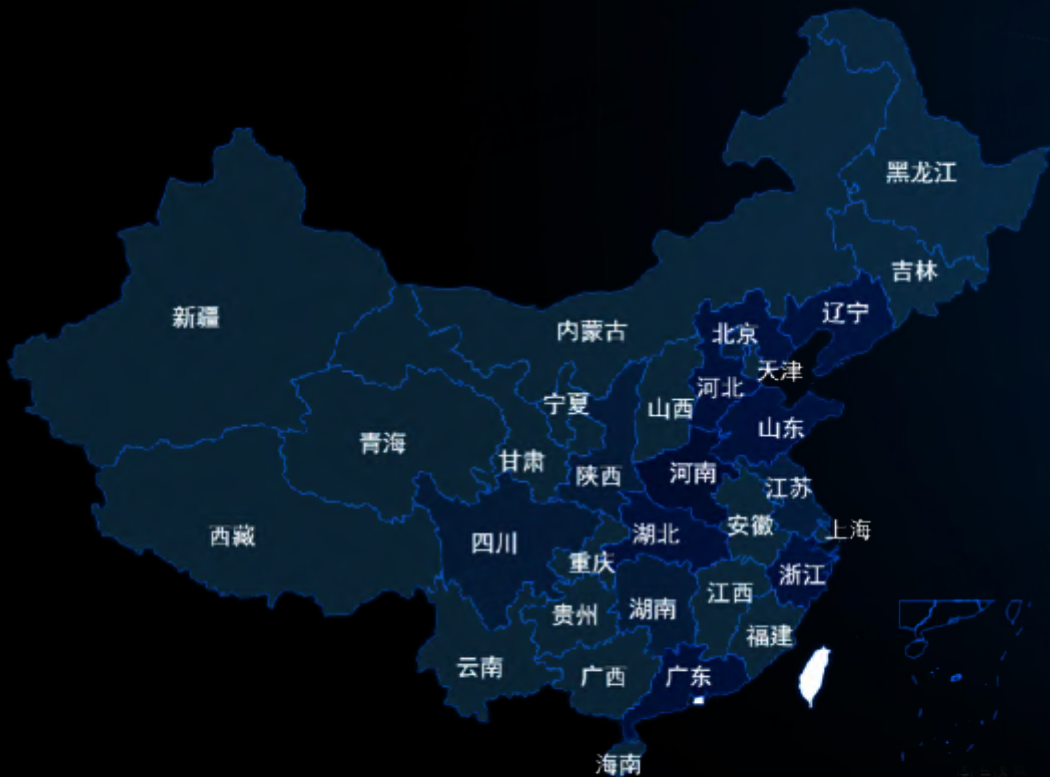 黑龙江
吉林
辽宁
新疆
内蒙古
北京
天津
河北
宁夏
山西
山东
青海
甘肃
陕西
河南
江苏
安徽
上海
西藏
四川
湖北
重庆
浙江
江西
湖南
贵州
福建
云南
广西
广东
海南